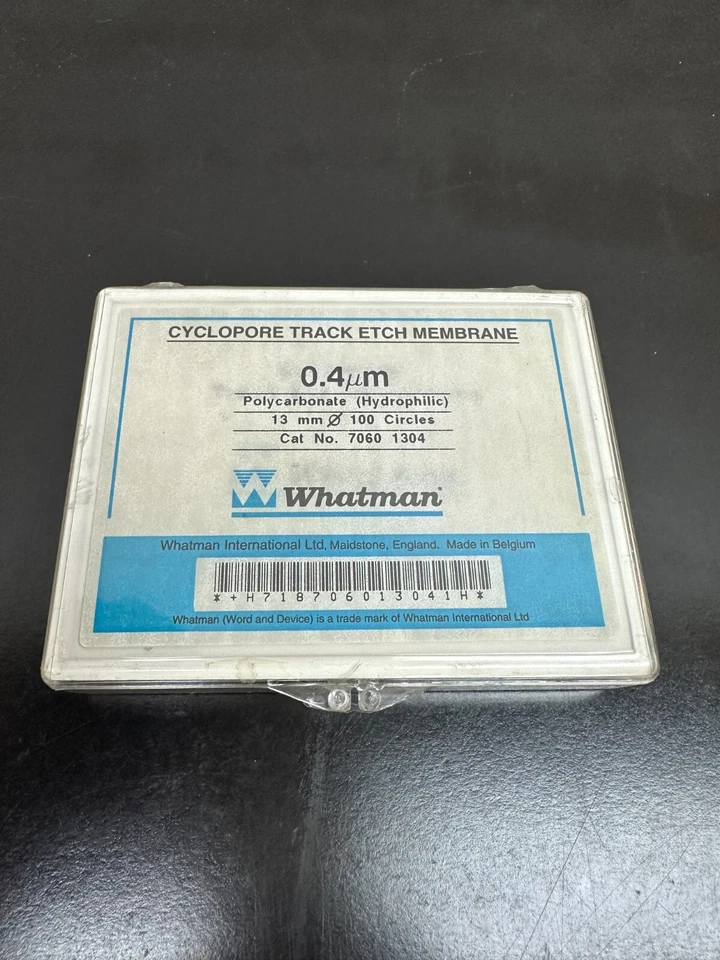 CYCLOPORE TRACK ETCH MEMBRANE
0.4µm
Polycarbonate (Hydrophilic)
13 mm Ø 100 Circles
Cat No. 7060 1304
Whatman®
Whatman International Ltd, Maidstone, England. Made in Belgium
*+H718706013041H*
Whatman (Word and Device) is a trade mark of Whatman International Ltd